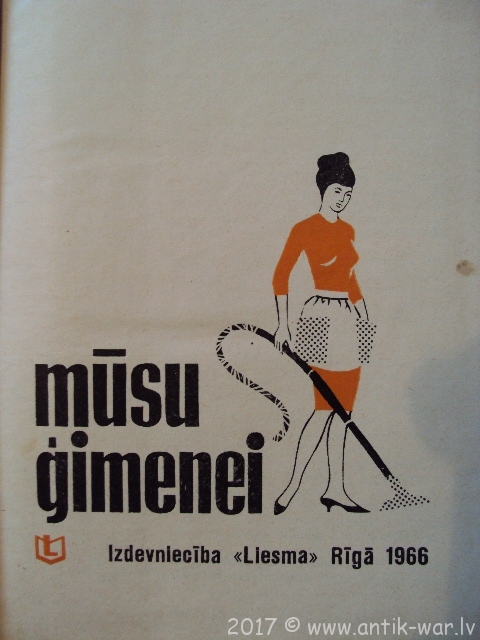 mūsu
ģimenei
Izdevniecība «Liesma» Rīgā 1966
2017 © www.antik-war.lv